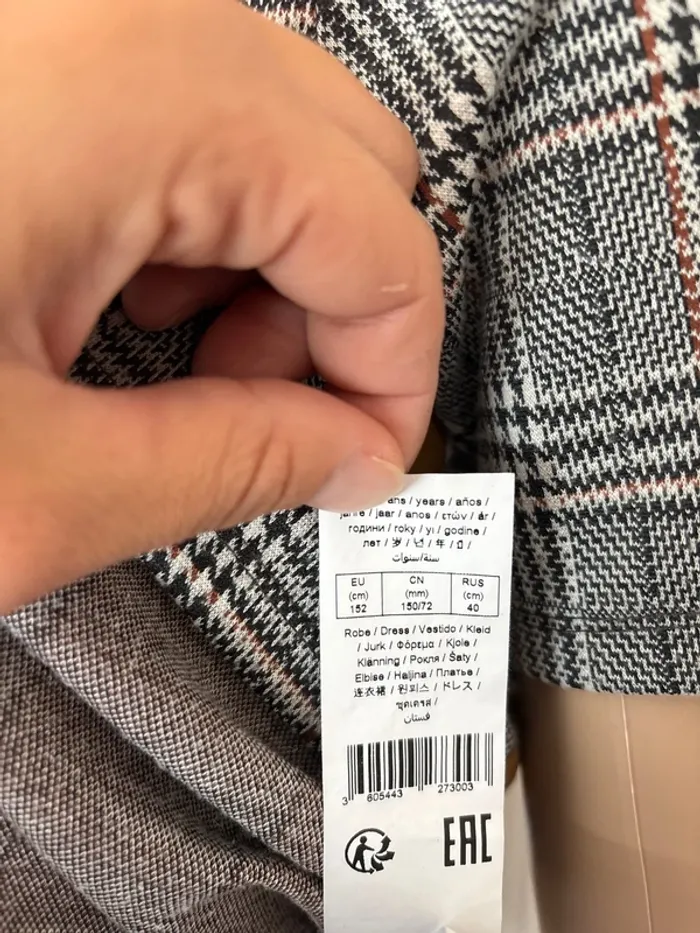 ans / years / años /
jahre / jaar / anos / ετών / år /
години / roky / yı / godine /
лет / 岁 / 년 / 年 / ปี /
سنة/سنوات
EU CN RUS
(cm) (mm) (cm)
152 150/72 40
Robe / Dress / Vestido / Kleid
/ Jurk / Φόρεμα / Kjole /
Klänning / Рокля / Šaty /
Elbise / Haljina / Платье /
连衣裙 / 원피스 / ドレス /
ชุดเดรส /
فستان
3 605443 273003
EAC